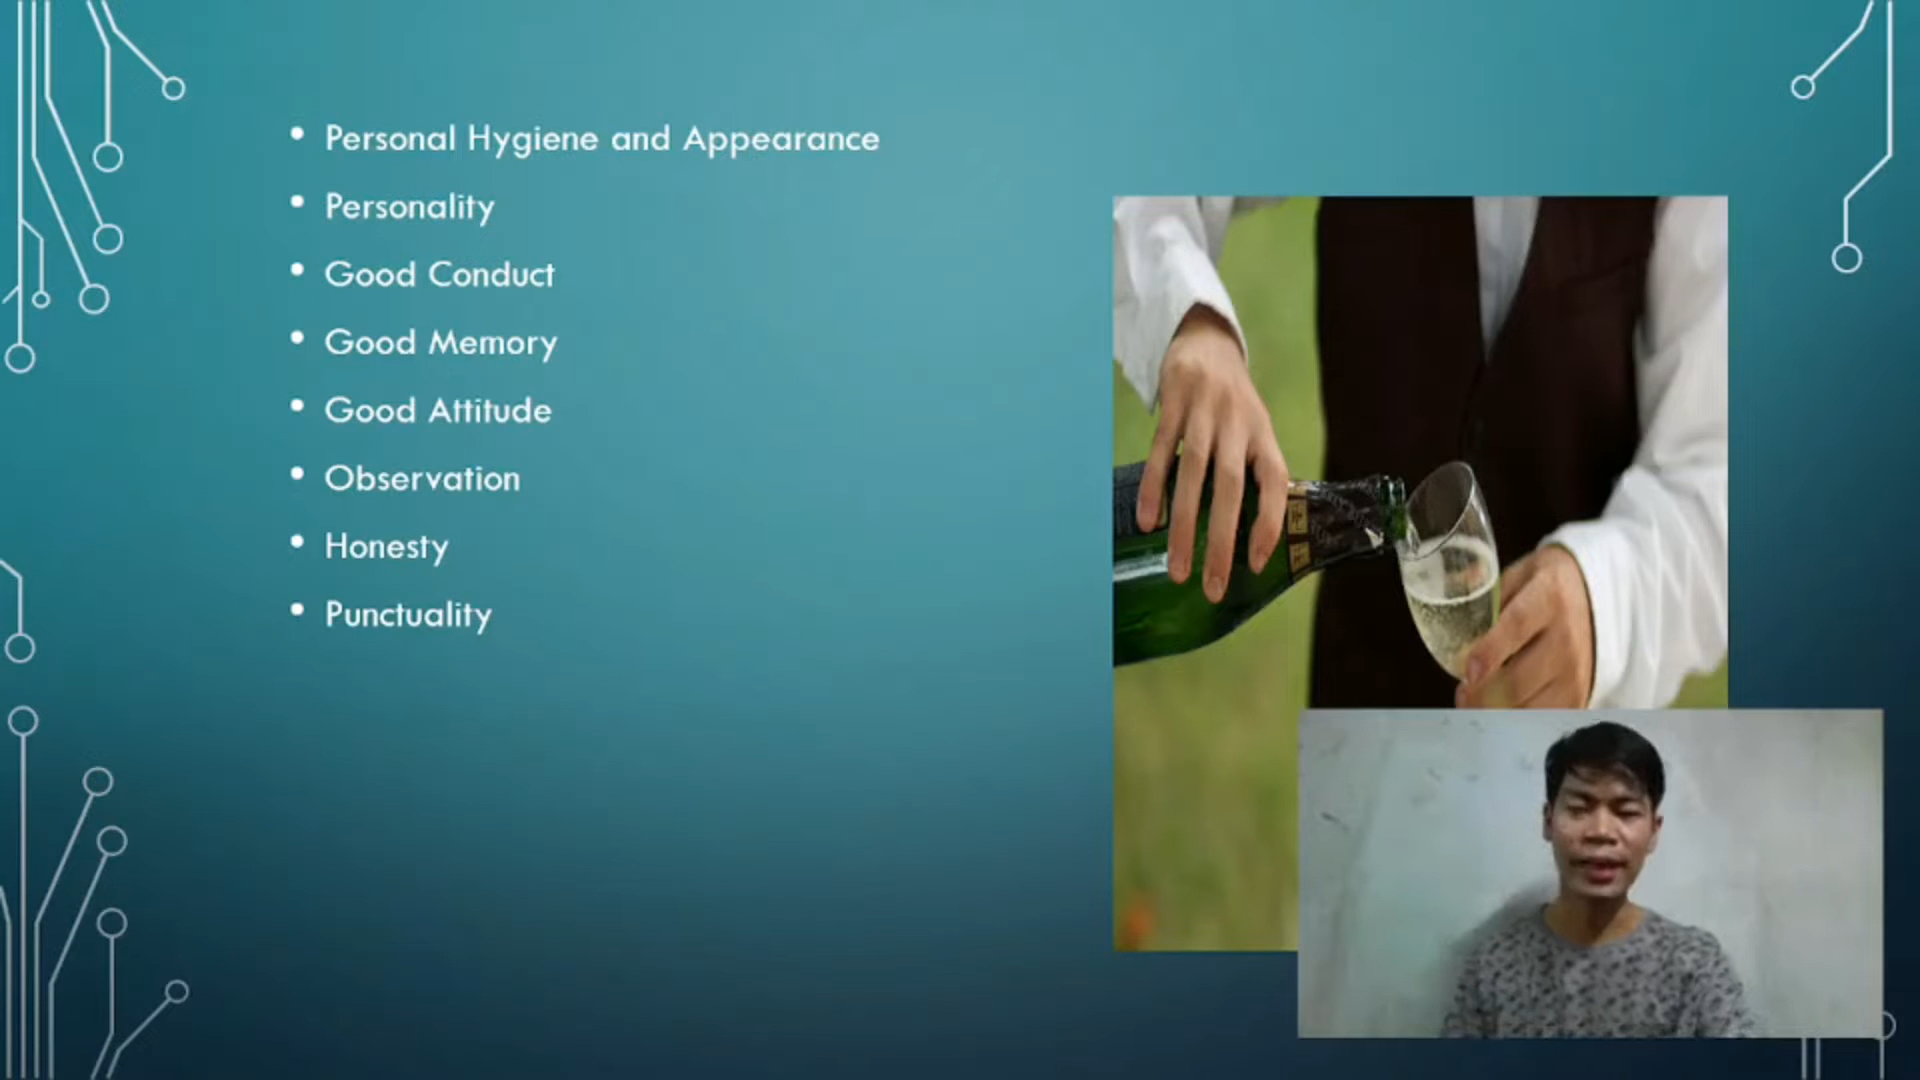 Personal Hygiene and Appearance
Personality
Good Conduct
Good Memory
Good Attitude
Observation
Honesty
Punctuality